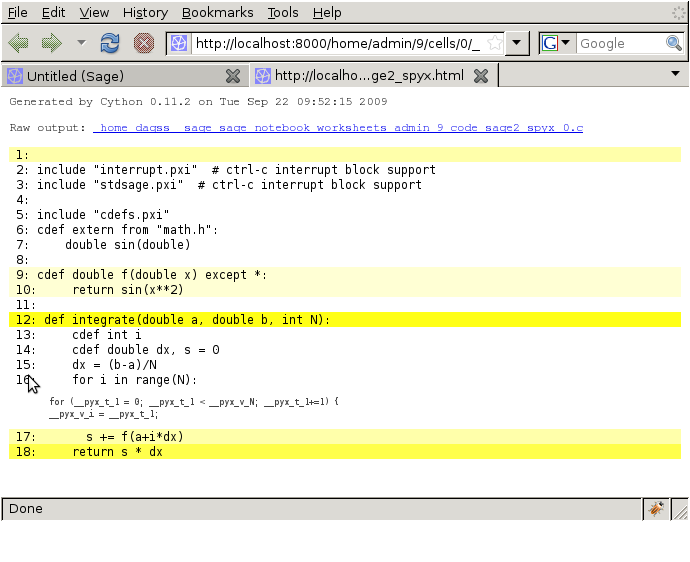 File Edit View History Bookmarks Tools Help
http://localhost:8000/home/admin/9/cells/0/_
G Google
Untitled (Sage)
http://localho...ge2_spyx.html
Generated by Cython 0.11.2 on Tue Sep 22 09:52:15 2009
Raw output: _home_dagss__sage_sage_notebook_worksheets_admin_9_code_sage2_spyx_0.c
1:
2: include "interrupt.pxi"  # ctrl-c interrupt block support
3: include "stdsage.pxi"  # ctrl-c interrupt block support
4:
5: include "cdefs.pxi"
6: cdef extern from "math.h":
7:     double sin(double)
8:
9: cdef double f(double x) except *:
10:     return sin(x**2)
11:
12: def integrate(double a, double b, int N):
13:     cdef int i
14:     cdef double dx, s = 0
15:     dx = (b-a)/N
16:     for i in range(N):
for (__pyx_t_1 = 0; __pyx_t_1 < __pyx_v_N; __pyx_t_1+=1) {
__pyx_v_i = __pyx_t_1;
17:       s += f(a+i*dx)
18:     return s * dx
Done